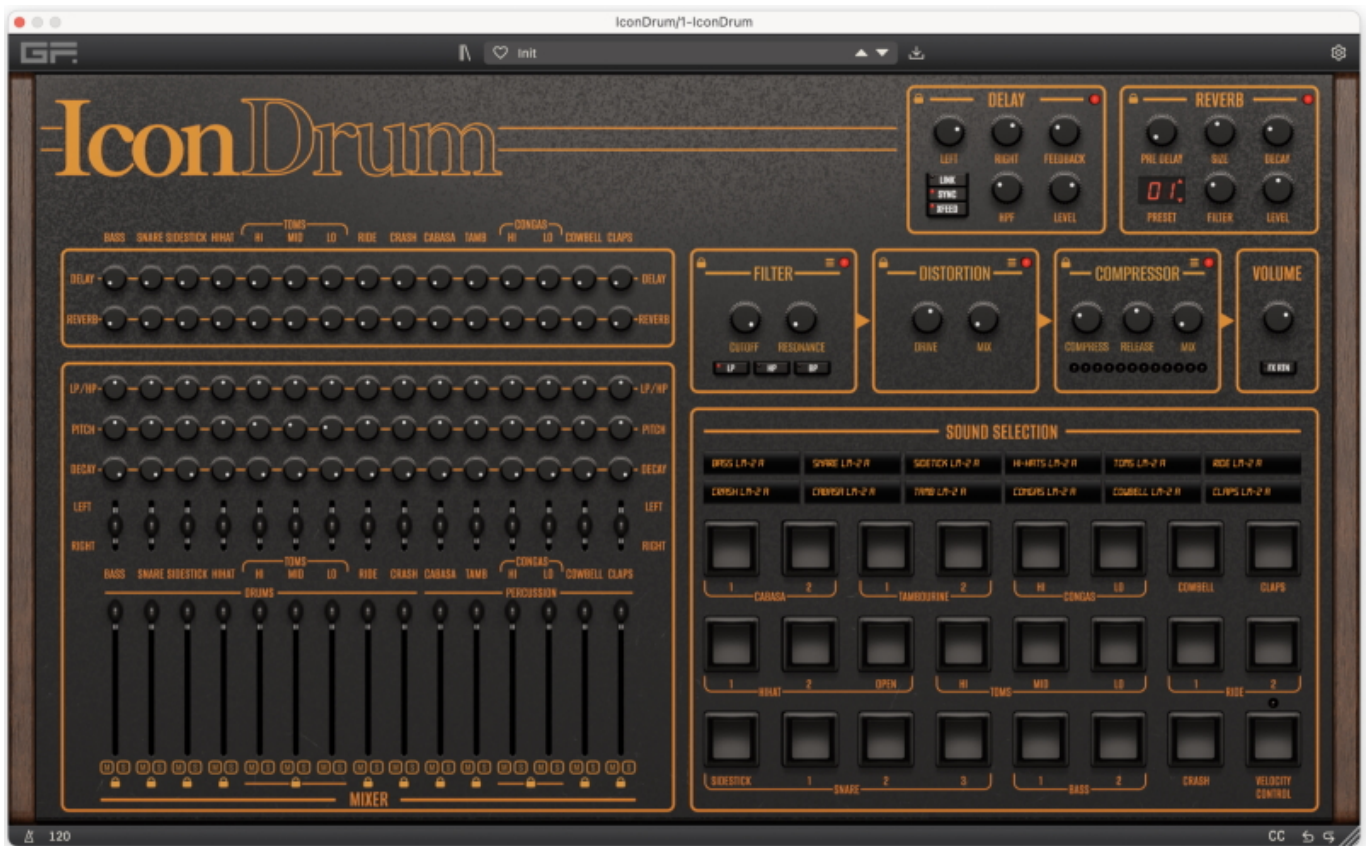 IconDrum/1-IconDrum
GF
Init
IconDrum
DELAY
LEFT RIGHT FEEDBACK
LINK
SYNC
XFEED
HPF LEVEL
REVERB
PRE DELAY SIZE DECAY
01
PRESET FILTER LEVEL
TOMS CONGAS
BASS SNARE SIDESTICK HIHAT HI MID LO RIDE CRASH CABASA TAMB HI LO COWBELL CLAPS
DELAY DELAY
REVERB REVERB
LP/HP LP/HP
PITCH PITCH
DECAY DECAY
LEFT LEFT
RIGHT RIGHT
TOMS CONGAS
BASS SNARE SIDESTICK HIHAT HI MID LO RIDE CRASH CABASA TAMB HI LO COWBELL CLAPS
DRUMS PERCUSSION
M S M S M S M S M S M S M S M S M S M S M S M S M S M S M S
MIXER
FILTER
CUTOFF RESONANCE
LP HP BP
DISTORTION
DRIVE MIX
COMPRESSOR
COMPRESS RELEASE MIX
VOLUME
FX RTN
SOUND SELECTION
BASS LM-2 A SNARE LM-2 A SIDETICK LM-2 A HI-HATS LM-2 A TOMS LM-2 A RIDE LM-2 A
CRASH LM-2 A CABASA LM-2 A TAMB LM-2 A CONGAS LM-2 A COWBELL LM-2 A CLAPS LM-2 A
1 2 1 2 HI LO COWBELL CLAPS
CABASA TAMBOURINE CONGAS
1 2 OPEN HI MID LO 1 2
HIHAT TOMS RIDE
SIDESTICK 1 2 3 1 2 CRASH VELOCITY CONTROL
SNARE BASS
120
CC